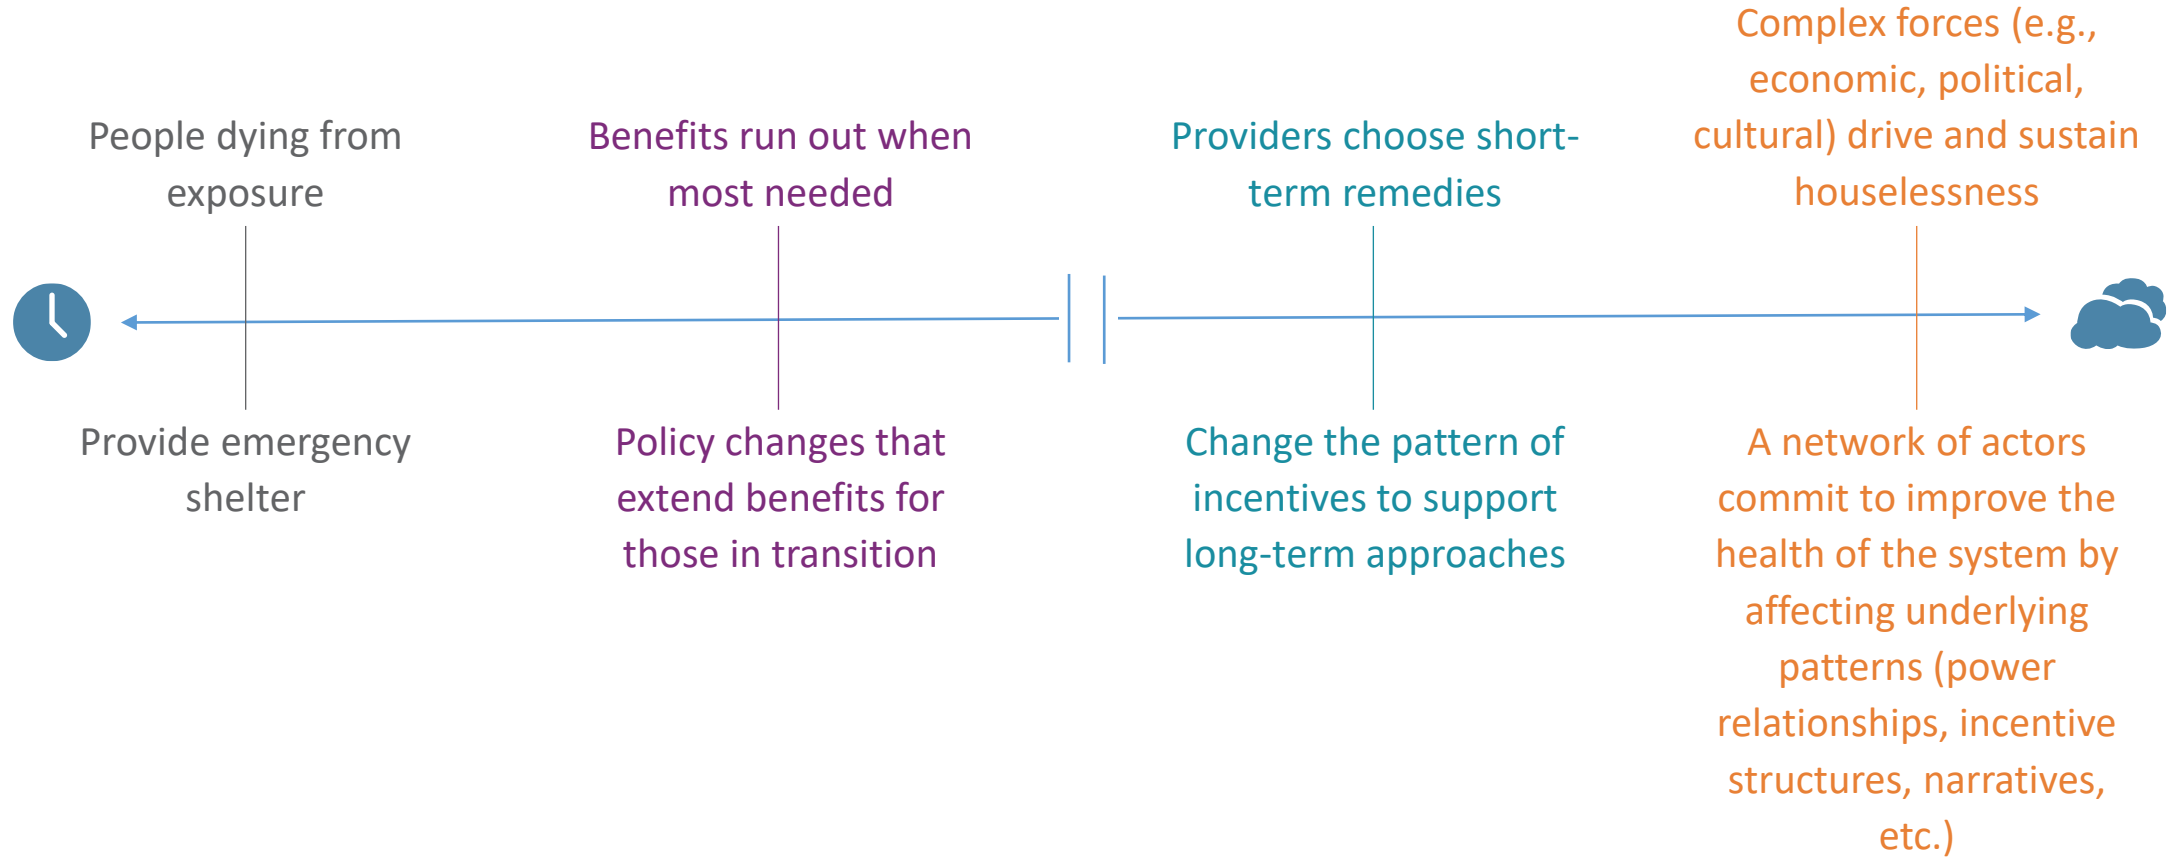 People dying from
exposure
Benefits run out when
most needed
Providers choose short-
term remedies
Complex forces (e.g.,
economic, political,
cultural) drive and sustain
houselessness
Provide emergency
shelter
Policy changes that
extend benefits for
those in transition
Change the pattern of
incentives to support
long-term approaches
A network of actors
commit to improve the
health of the system by
affecting underlying
patterns (power
relationships, incentive
structures, narratives,
etc.)